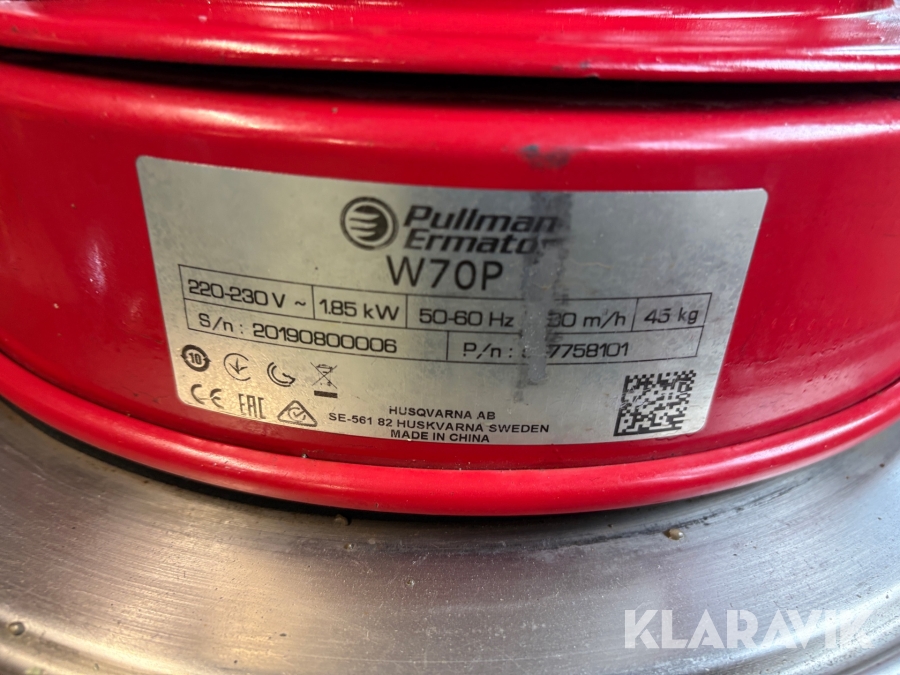 Pullman
Ermator
W70P
220-230 V ~ 1.85 kW 50-60 Hz m/h 45 kg
S/n : 20190800006 P/n :
10
CE EAC
HUSQVARNA AB
SE-561 82 HUSKVARNA SWEDEN
MADE IN CHINA
KLARAVIK